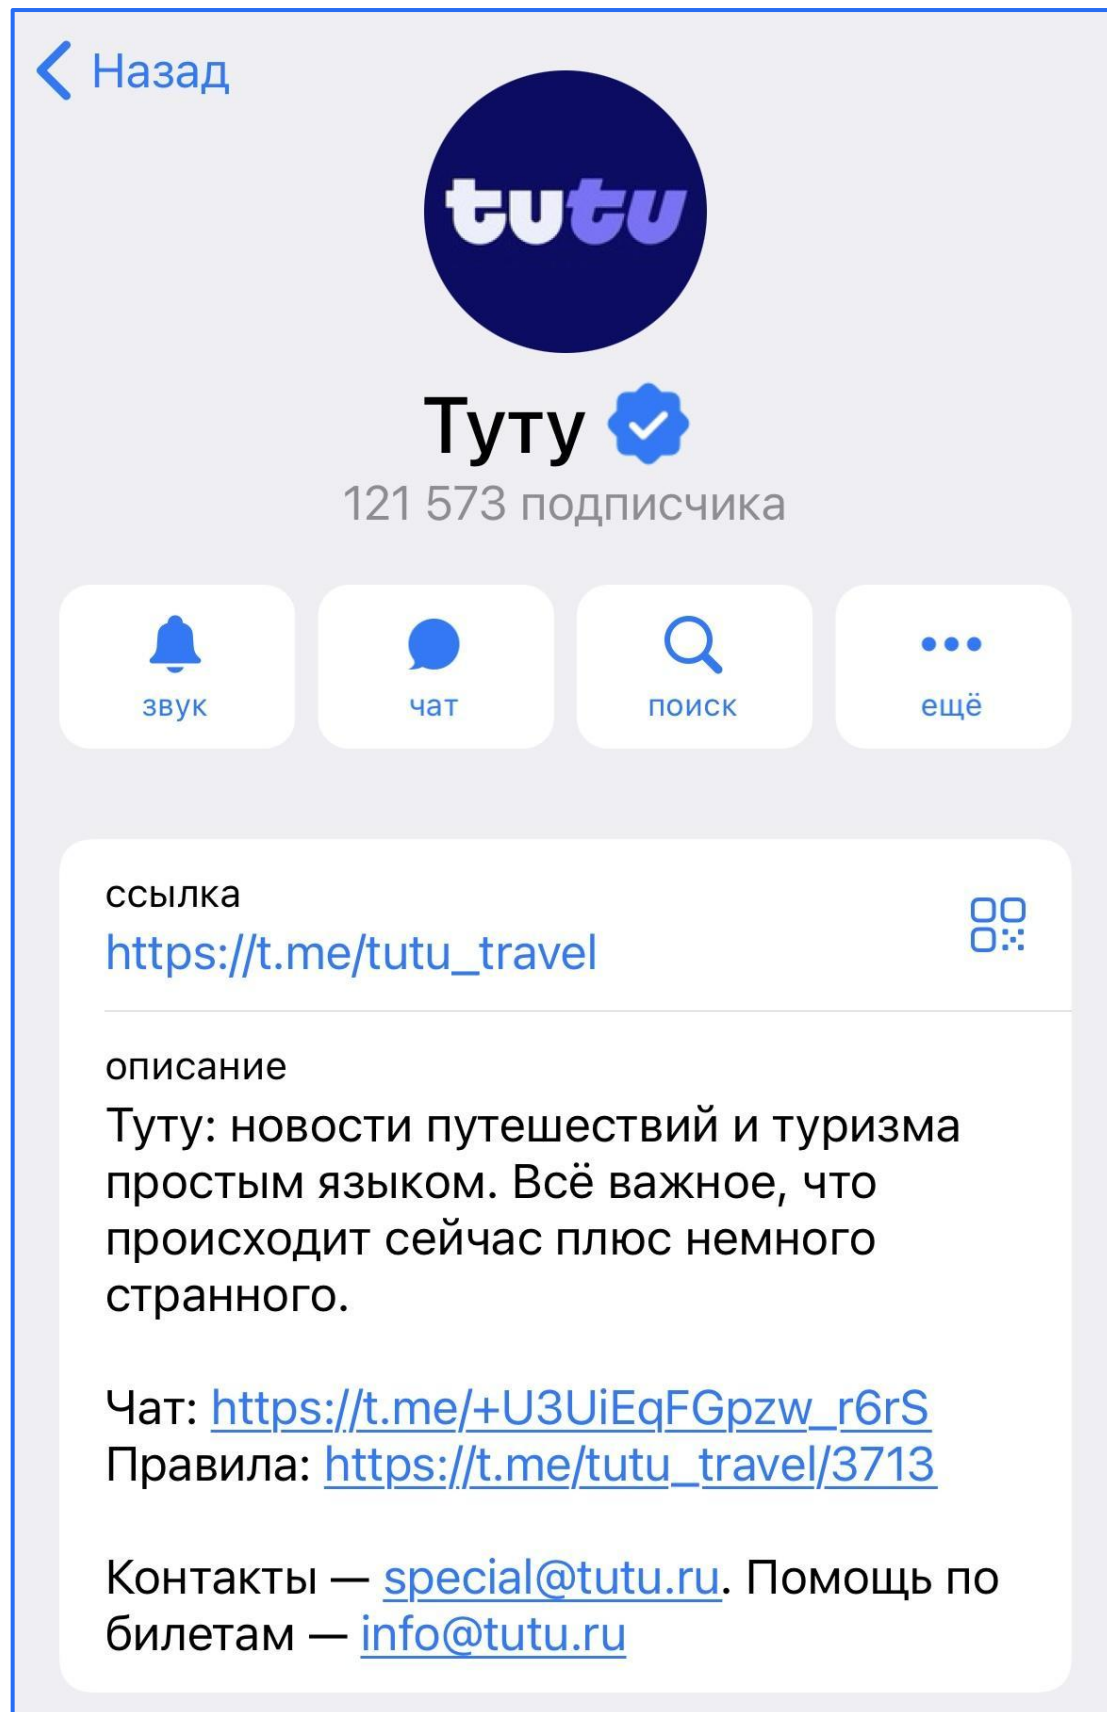 Назад
tutu
Туту
121 573 подписчика
звук
чат
поиск
ещё
ссылка
https://t.me/tutu_travel
описание
Туту: новости путешествий и туризма
простым языком. Всё важное, что
происходит сейчас плюс немного
странного.
Чат: https://t.me/+U3UiEqFGpzw_r6rS
Правила: https://t.me/tutu_travel/3713
Контакты — special@tutu.ru. Помощь по
билетам — info@tutu.ru